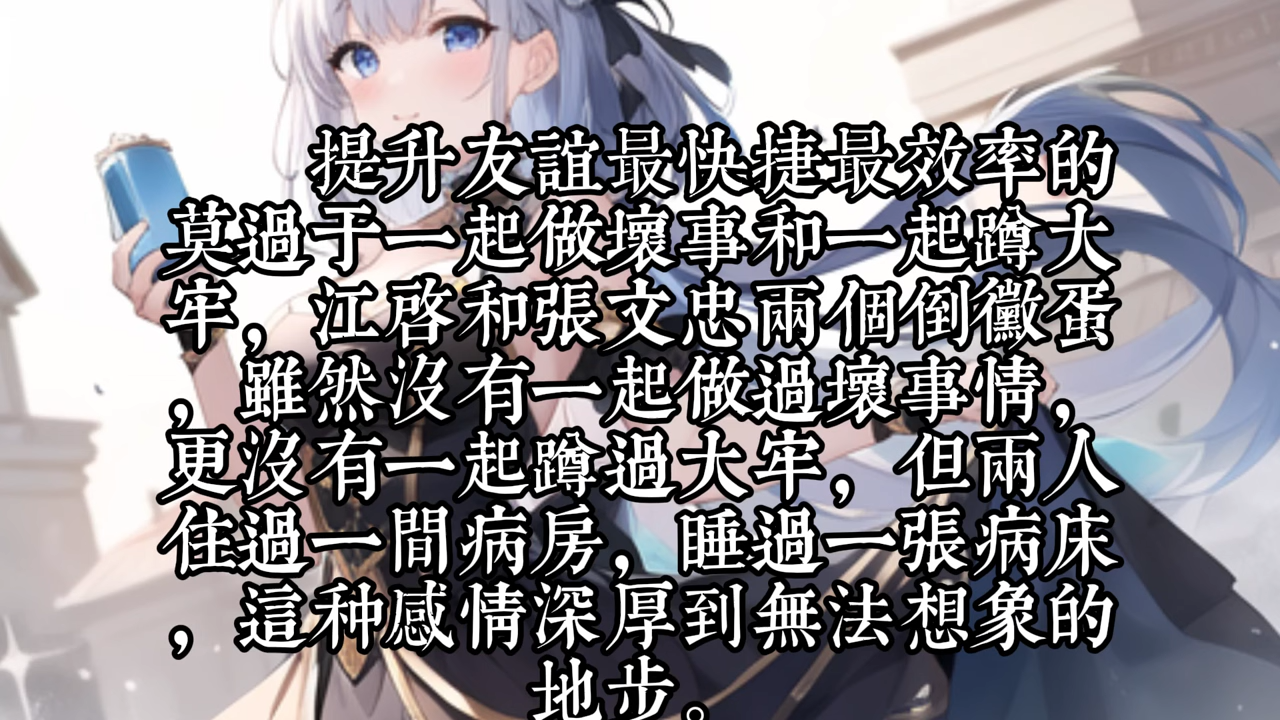 提升友誼最快捷最效率的
莫過于一起做壞事和一起蹲大
牢，江啓和張文忠兩個倒黴蛋
，雖然沒有一起做過壞事情，
更沒有一起蹲過大牢，但兩人
住過一間病房，睡過一張病床
，這种感情深厚到無法想象的
地步。